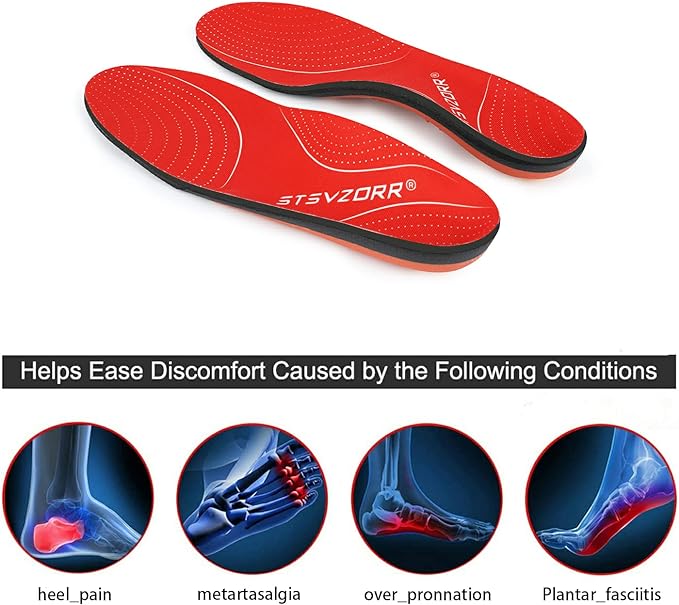 STSVZORR®
STSVZORR®
Helps Ease Discomfort Caused by the Following Conditions
heel_pain
metartasalgia
over_pronnation
Plantar_fasciitis